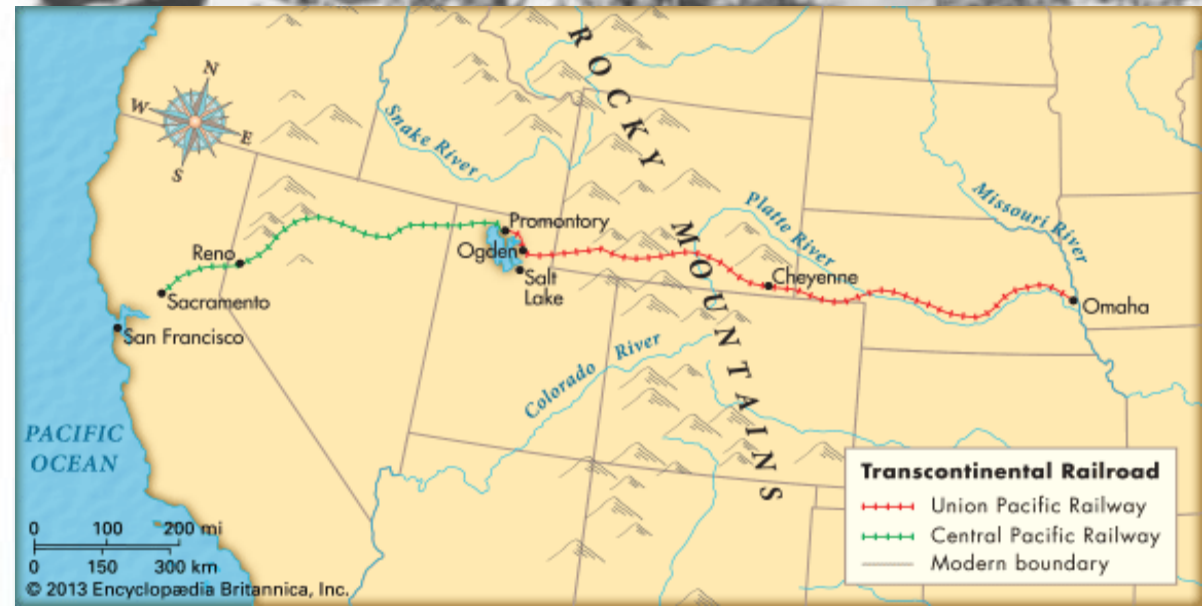 ROCKY MOUNTAINS
N
W
E
S
Snake River
Missouri River
Platte River
Promontory
Ogden
Salt
Lake
Reno
Sacramento
San Francisco
Cheyenne
Omaha
Colorado River
PACIFIC
OCEAN
Transcontinental Railroad
Union Pacific Railway
Central Pacific Railway
Modern boundary
0 100 200 mi
0 150 300 km
© 2013 Encyclopædia Britannica, Inc.